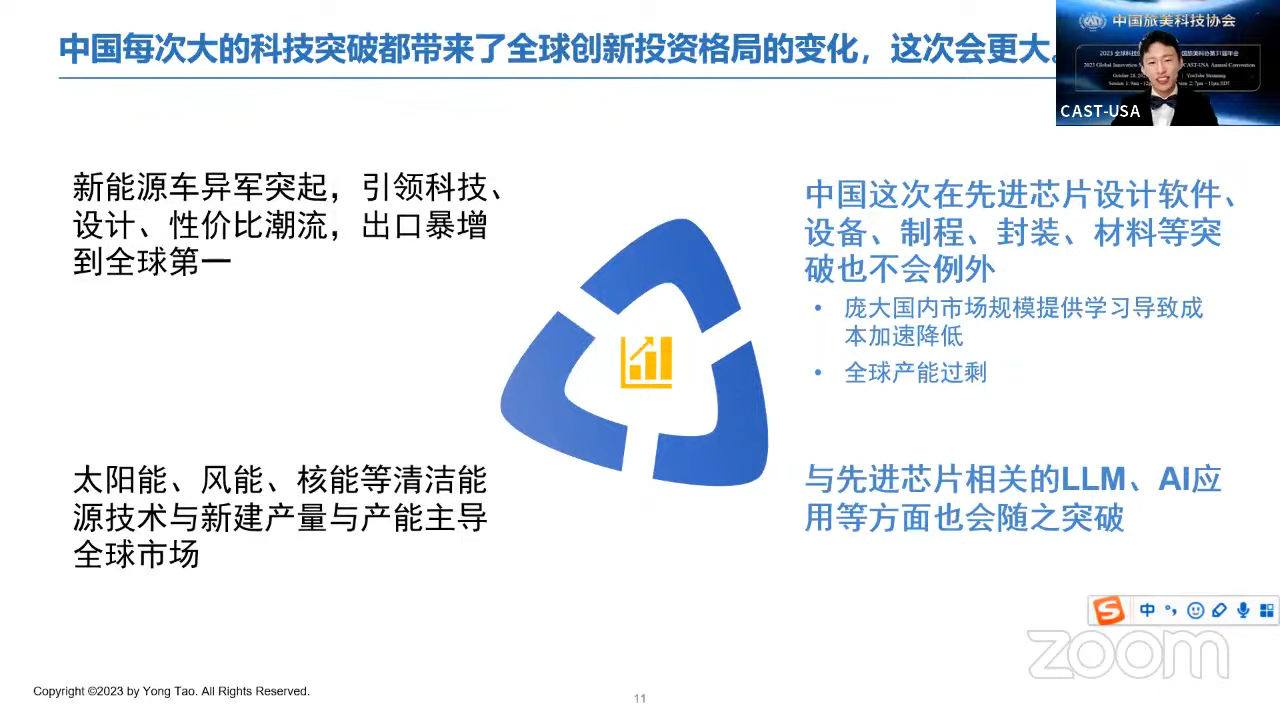 中国每次大的科技突破都带来了全球创新投资格局的变化，这次会更大。
中国旅美科技协会
CAST-USA
新能源车异军突起，引领科技、
设计、性价比潮流，出口暴增
到全球第一
中国这次在先进芯片设计软件、
设备、制程、封装、材料等突
破也不会例外
• 庞大国内市场规模提供学习导致成
本加速降低
• 全球产能过剩
太阳能、风能、核能等清洁能
源技术与新建产量与产能主导
全球市场
与先进芯片相关的LLM、AI应
用等方面也会随之突破
中
zoom
Copyright ©2023 by Yong Tao. All Rights Reserved.
11